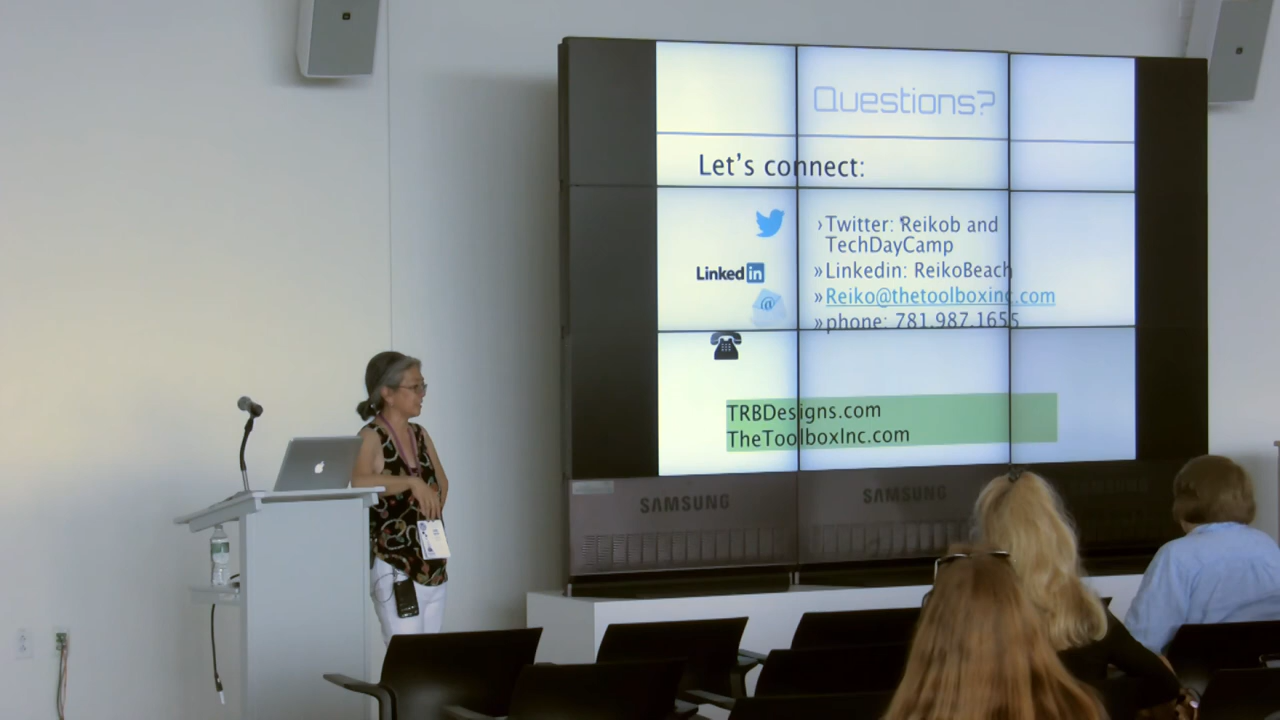 Questions?
Let's connect:
› Twitter: Reikob and
TechDayCamp
Linked in
» Linkedin: ReikoBeach
@
» Reiko@thetoolboxinc.com
» phone: 781.987.1655
TRBDesigns.com
TheToolboxInc.com
SAMSUNG
SAMSUNG
SAMSUNG